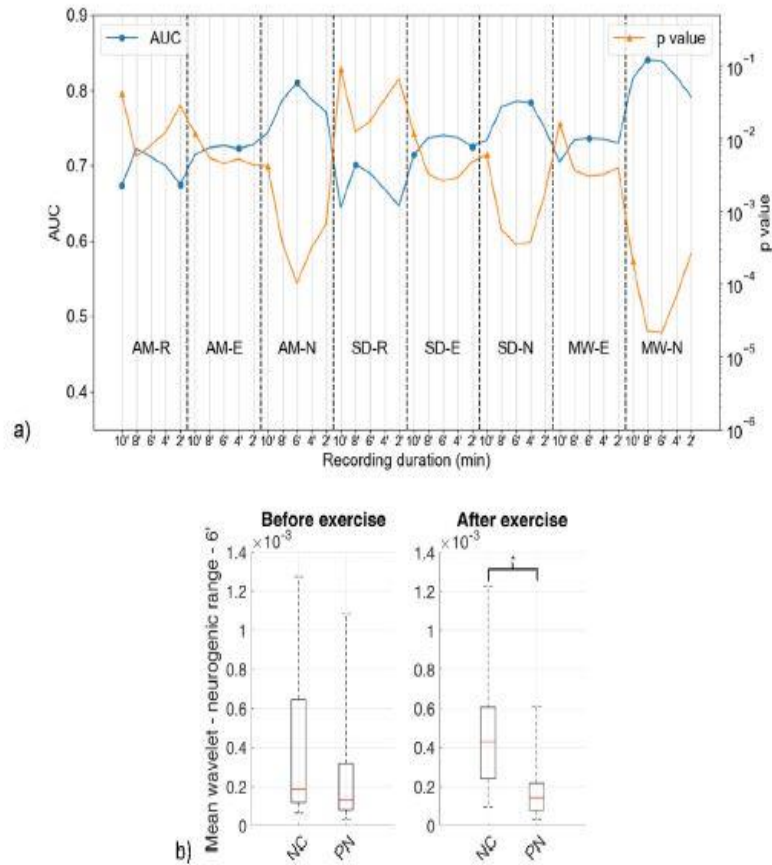 0.9
0.8
0.7
0.6
0.5
0.4
AUC
AUC
p value
10⁻¹
10⁻²
10⁻³
10⁻⁴
10⁻⁵
10⁻⁶
p value
AM-R AM-E AM-N SD-R SD-E SD-N MW-E MW-N
10' 8' 6' 4' 2' 10' 8' 6' 4' 2' 10' 8' 6' 4' 2' 10' 8' 6' 4' 2' 10' 8' 6' 4' 2' 10' 8' 6' 4' 2' 10' 8' 6' 4' 2' 10' 8' 6' 4' 2'
Recording duration (min)
a)
Before exercise
×10⁻³
Mean wavelet - neurogenic range - 6'
1.4
1.2
1
0.8
0.6
0.4
0.2
0
NC PN
After exercise
×10⁻³
1.4
1.2
1
0.8
0.6
0.4
0.2
0
NC PN
b)